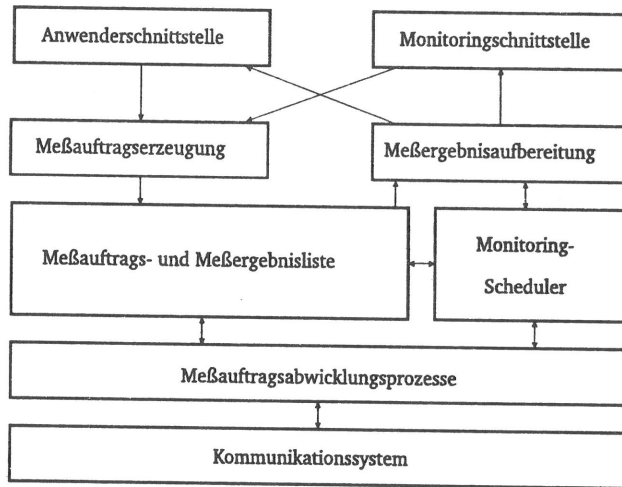 Anwenderschnittstelle
Monitoringschnittstelle
Meßauftragserzeugung
Meßergebnisaufbereitung
Meßauftrags- und Meßergebnisliste
Monitoring-
Scheduler
Meßauftragsabwicklungsprozesse
Kommunikationssystem